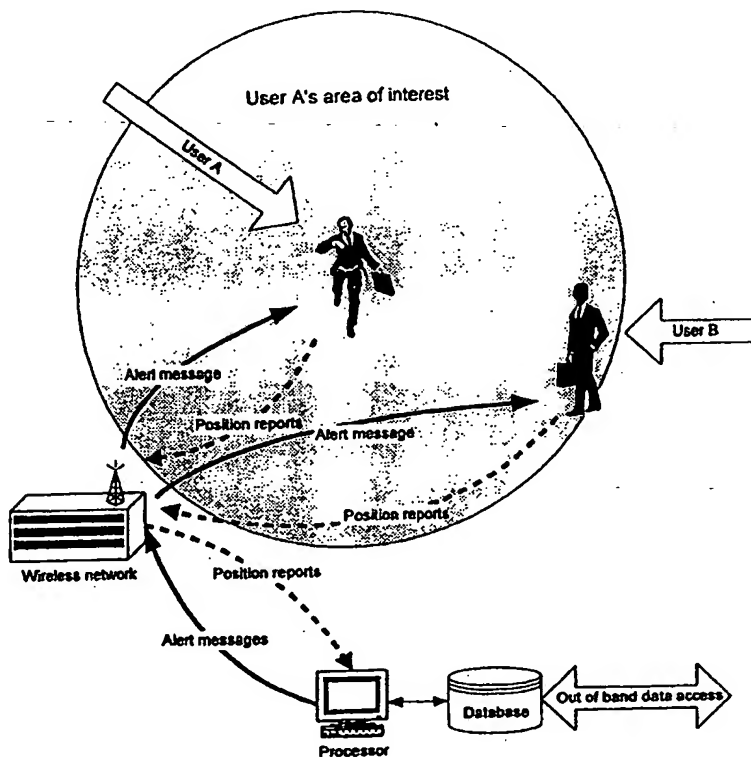 User A's area of interest
User A
User B
Alert message
Position reports
Alert message
Position reports
Wireless network
Position reports
Alert messages
Out of band data access
Database
Processor